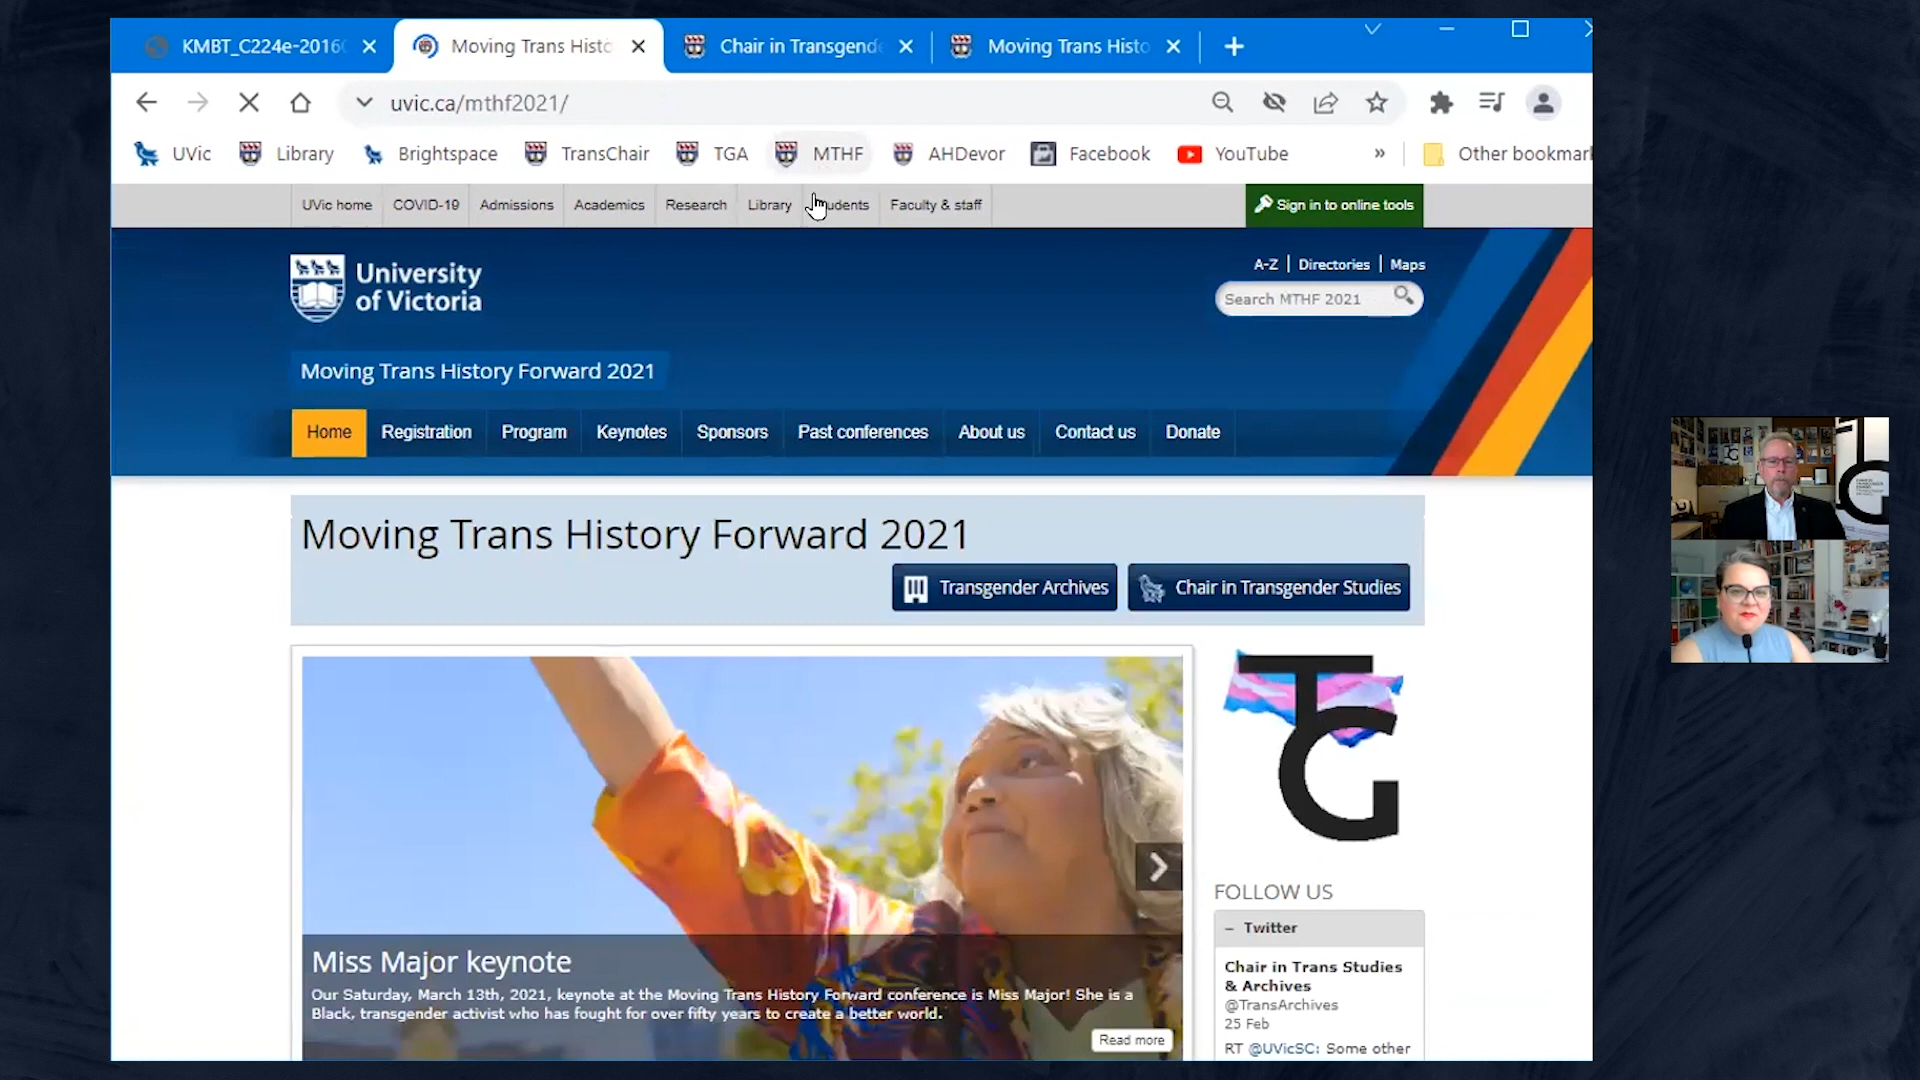 KMBT_C224e-2016
Moving Trans Histo
Chair in Transgende
Moving Trans Histo
uvic.ca/mthf2021/
UVic
Library
Brightspace
TransChair
TGA
MTHF
AHDevor
Facebook
YouTube
»
Other bookmark
UVic home
COVID-19
Admissions
Academics
Research
Library
udents
Faculty & staff
Sign in to online tools
University
of Victoria
A-Z | Directories | Maps
Search MTHF 2021
Moving Trans History Forward 2021
Home
Registration
Program
Keynotes
Sponsors
Past conferences
About us
Contact us
Donate
Moving Trans History Forward 2021
Transgender Archives
Chair in Transgender Studies
TG
Miss Major keynote
Our Saturday, March 13th, 2021, keynote at the Moving Trans History Forward conference is Miss Major! She is a
Black, transgender activist who has fought for over fifty years to create a better world.
Read more
FOLLOW US
– Twitter
Chair in Trans Studies
& Archives
@TransArchives
25 Feb
RT @UVicSC: Some other